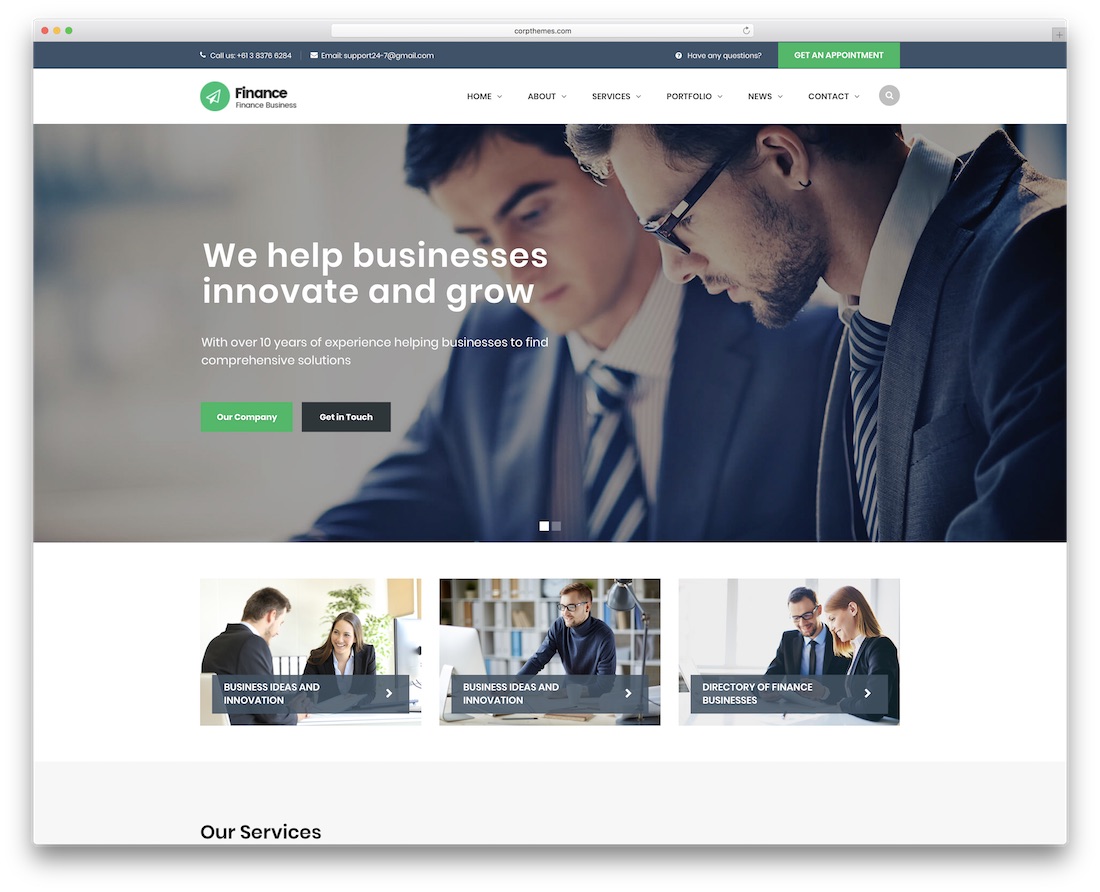 corpthemes.com
Call us: +61 3 8376 6284
Email: support24-7@gmail.com
Have any questions?
GET AN APPOINTMENT
Finance
Finance Business
HOME
ABOUT
SERVICES
PORTFOLIO
NEWS
CONTACT
We help businesses
innovate and grow
With over 10 years of experience helping businesses to find
comprehensive solutions
Our Company
Get in Touch
BUSINESS IDEAS AND
INNOVATION
BUSINESS IDEAS AND
INNOVATION
DIRECTORY OF FINANCE
BUSINESSES
Our Services